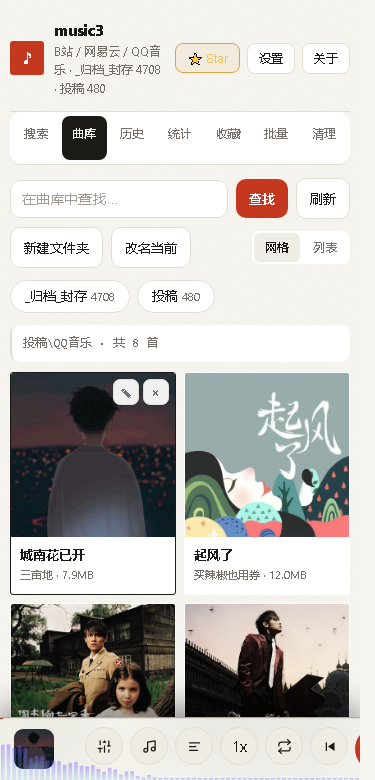 music3
B站 / 网易云 / QQ音
乐 · _归档_封存 4708
· 投稿 480
Star
设置
关于
搜索
曲库
历史
统计
收藏
批量
清理
在曲库中查找...
查找
刷新
新建文件夹
改名当前
网格
列表
_归档_封存 4708
投稿 480
投稿\QQ音乐 · 共 8 首
起风了
城南花已开
三亩地 · 7.9MB
起风了
买辣椒也用券 · 12.0MB
1x